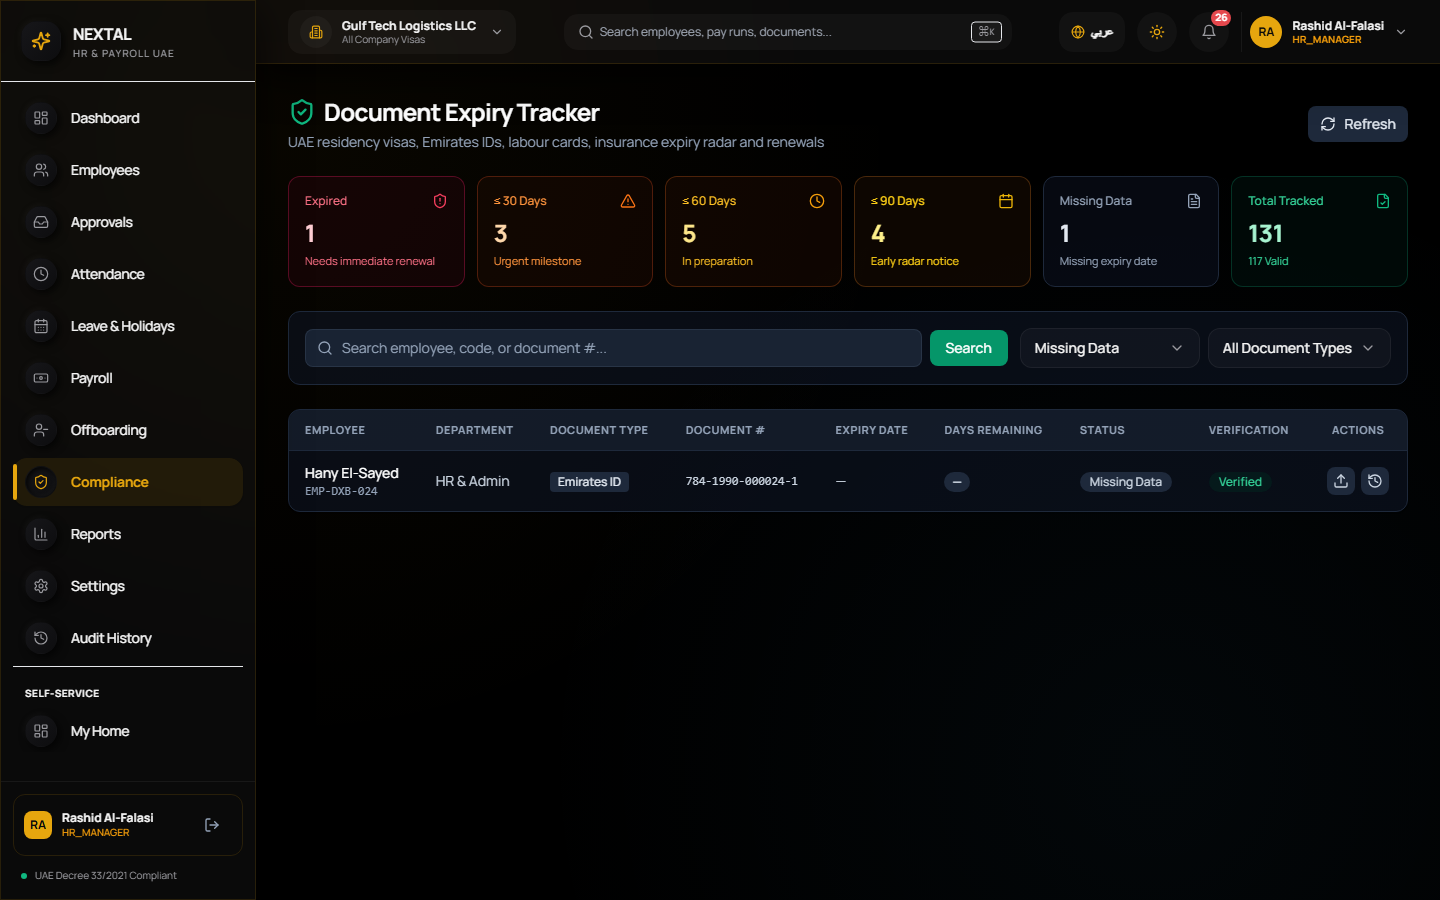 NEXTAL
HR & PAYROLL UAE
Gulf Tech Logistics LLC
All Company Visas
Search employees, pay runs, documents...
⌘K
عربي
26
RA
Rashid Al-Falasi
HR_MANAGER
Dashboard
Employees
Approvals
Attendance
Leave & Holidays
Payroll
Offboarding
Compliance
Reports
Settings
Audit History
SELF-SERVICE
My Home
RA
Rashid Al-Falasi
HR_MANAGER
UAE Decree 33/2021 Compliant
Document Expiry Tracker
UAE residency visas, Emirates IDs, labour cards, insurance expiry radar and renewals
Refresh
Expired
1
Needs immediate renewal
≤ 30 Days
3
Urgent milestone
≤ 60 Days
5
In preparation
≤ 90 Days
4
Early radar notice
Missing Data
1
Missing expiry date
Total Tracked
131
117 Valid
Search employee, code, or document #...
Search
Missing Data
All Document Types
EMPLOYEE DEPARTMENT DOCUMENT TYPE DOCUMENT # EXPIRY DATE DAYS REMAINING STATUS VERIFICATION ACTIONS
Hany El-Sayed HR & Admin Emirates ID 784-1990-000024-1 — — Missing Data Verified
EMP-DXB-024